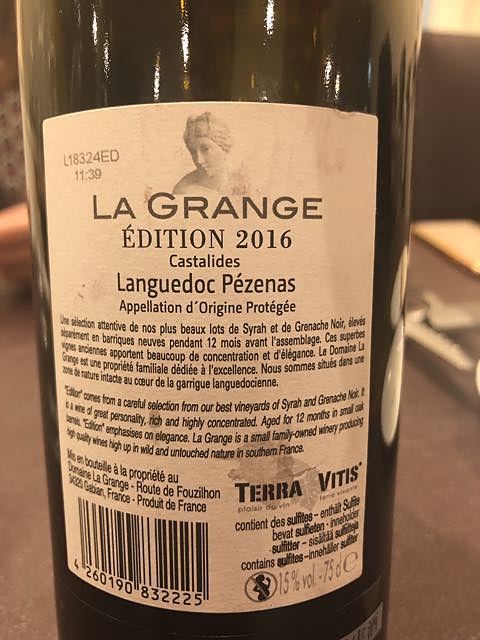 L18324ED
11:39
LA GRANGE
ÉDITION 2016
Castalides
Languedoc Pézenas
Appellation d'Origine Protégée
Une sélection attentive de nos plus beaux lots de Syrah et de Grenache Noir, élevés
séparément en barriques neuves pendant 12 mois avant l'assemblage. Ces superbes
vignes anciennes apportent beaucoup de concentration et d'élégance. Le Domaine La
Grange est une propriété familiale dédiée à l'excellence. Nous sommes situés dans une
zone de nature intacte au cœur de la garrigue languedocienne.
"Edition" comes from a careful selection from our best vineyards of Syrah and Grenache Noir. It
is a wine of great personality, rich and highly concentrated. Aged for 12 months in small oak
barrels, "Edition" emphasises on elegance. La Grange is a small family-owned winery producing
high quality wines high up in wild and untouched nature in southern France.
Mis en bouteille à la propriété au
Domaine La Grange - Route de Fouzilhon
34320 Gabian, France - Produit de France
TERRA VITIS
plaisir du vin terre vivante
contient des sulfites - enthält Sulfite
bevat sulfieten - inneholder
sulfitter - sisältää sulfiitteja
contains sulfites - innehåller sulfiter
15% vol. - 75 cl e
4 260190 832225